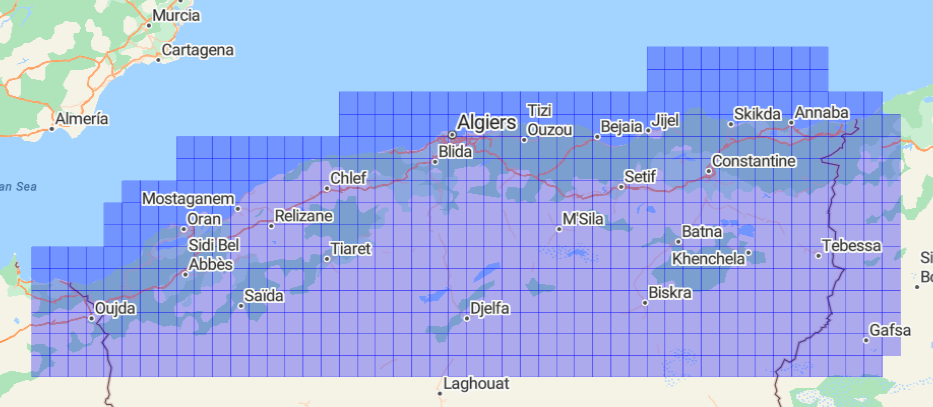 Murcia
Cartagena
Almería
an Sea
Algiers
Tizi
Ouzou
Bejaia
Jijel
Skikda
Annaba
Blida
Constantine
Chlef
Setif
Mostaganem
Oran
Relizane
M'Sila
Batna
Sidi Bel
Abbès
Tiaret
Khenchela
Tebessa
Si
Bo
Saïda
Biskra
Oujda
Djelfa
Gafsa
Laghouat